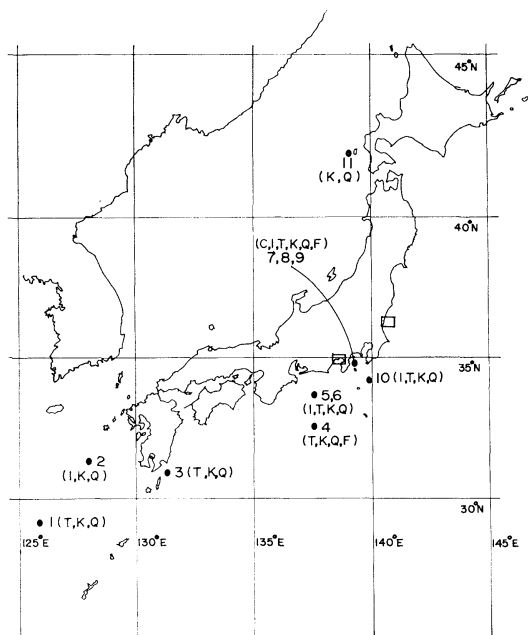 45°N
11
(K,Q)
40°N
(C,I,T,K,Q,F)
7,8,9
35°N
10(I,T,K,Q)
5,6
(I,T,K,Q)
4
(T,K,Q,F)
2
(I,K,Q)
3(T,K,Q)
30°N
1(T,K,Q)
125°E 130°E 135°E 140°E 145°E